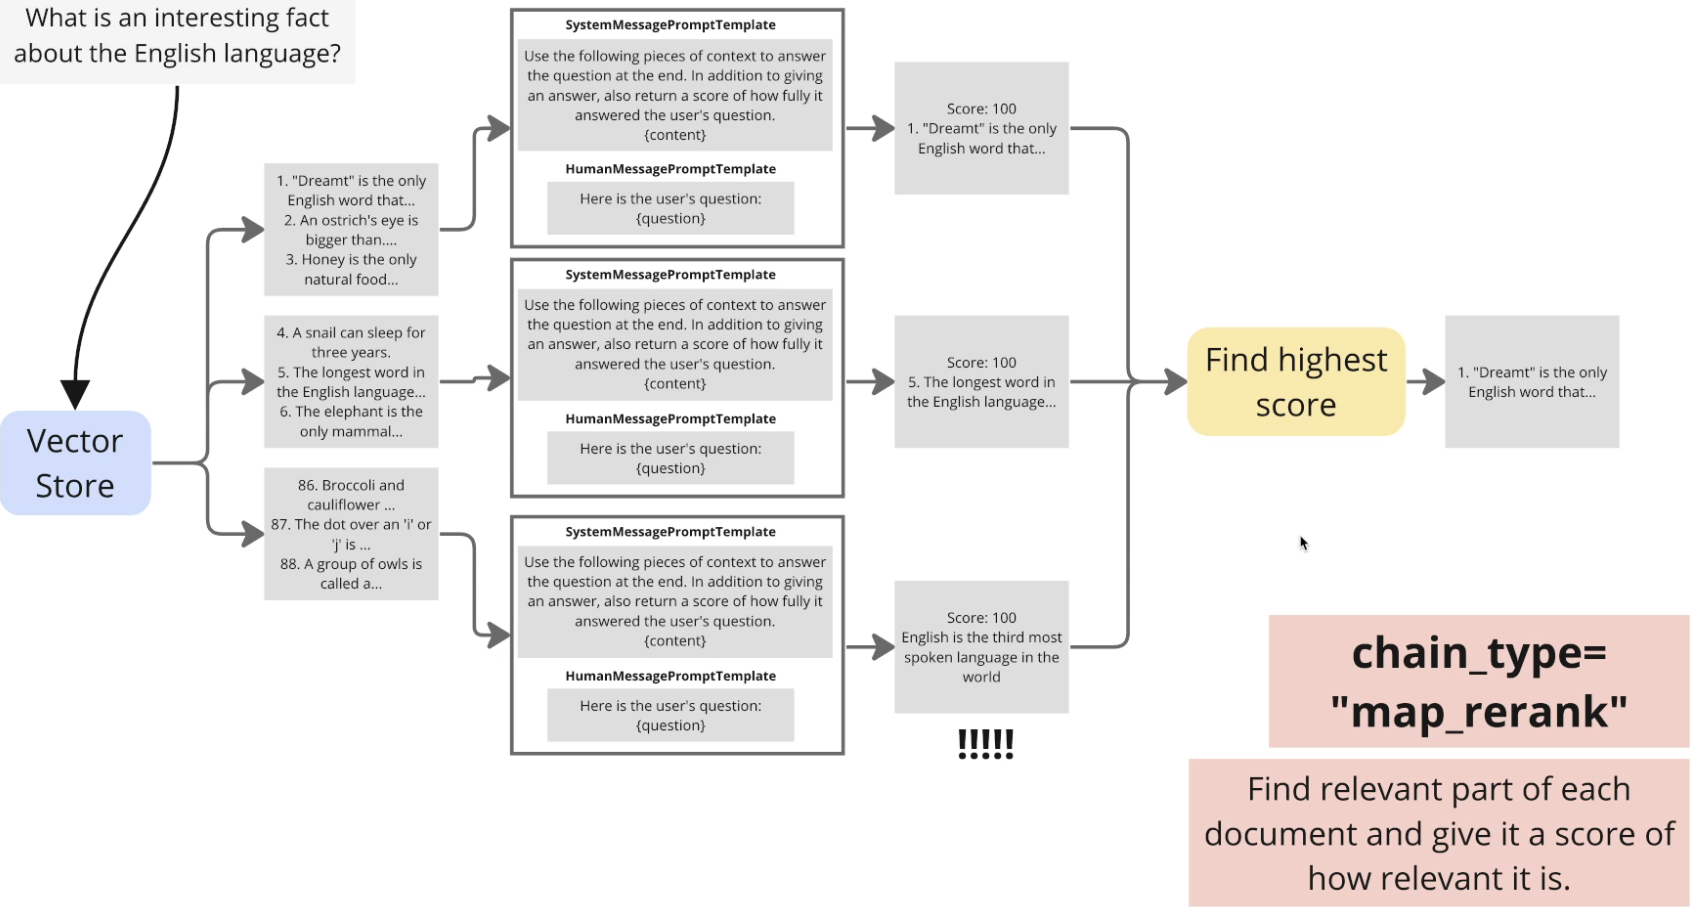 What is an interesting fact
about the English language?
Vector
Store
1. "Dreamt" is the only
English word that...
2. An ostrich's eye is
bigger than....
3. Honey is the only
natural food...
4. A snail can sleep for
three years.
5. The longest word in
the English language...
6. The elephant is the
only mammal...
86. Broccoli and
cauliflower ...
87. The dot over an 'i' or
'j' is ...
88. A group of owls is
called a...
SystemMessagePromptTemplate
Use the following pieces of context to answer
the question at the end. In addition to giving
an answer, also return a score of how fully it
answered the user's question.
{content}
HumanMessagePromptTemplate
Here is the user's question:
{question}
SystemMessagePromptTemplate
Use the following pieces of context to answer
the question at the end. In addition to giving
an answer, also return a score of how fully it
answered the user's question.
{content}
HumanMessagePromptTemplate
Here is the user's question:
{question}
SystemMessagePromptTemplate
Use the following pieces of context to answer
the question at the end. In addition to giving
an answer, also return a score of how fully it
answered the user's question.
{content}
HumanMessagePromptTemplate
Here is the user's question:
{question}
Score: 100
1. "Dreamt" is the only
English word that...
Score: 100
5. The longest word in
the English language...
Score: 100
English is the third most
spoken language in the
world
!!!!!
Find highest
score
1. "Dreamt" is the only
English word that...
chain_type=
"map_rerank"
Find relevant part of each
document and give it a score of
how relevant it is.